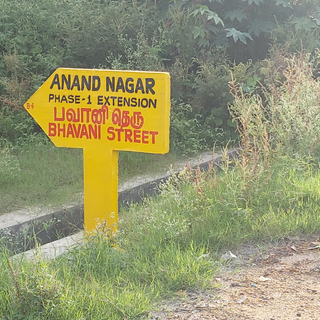 ANAND NAGAR
PHASE-1 EXTENSION
பவானி தெரு
BHAVANI STREET